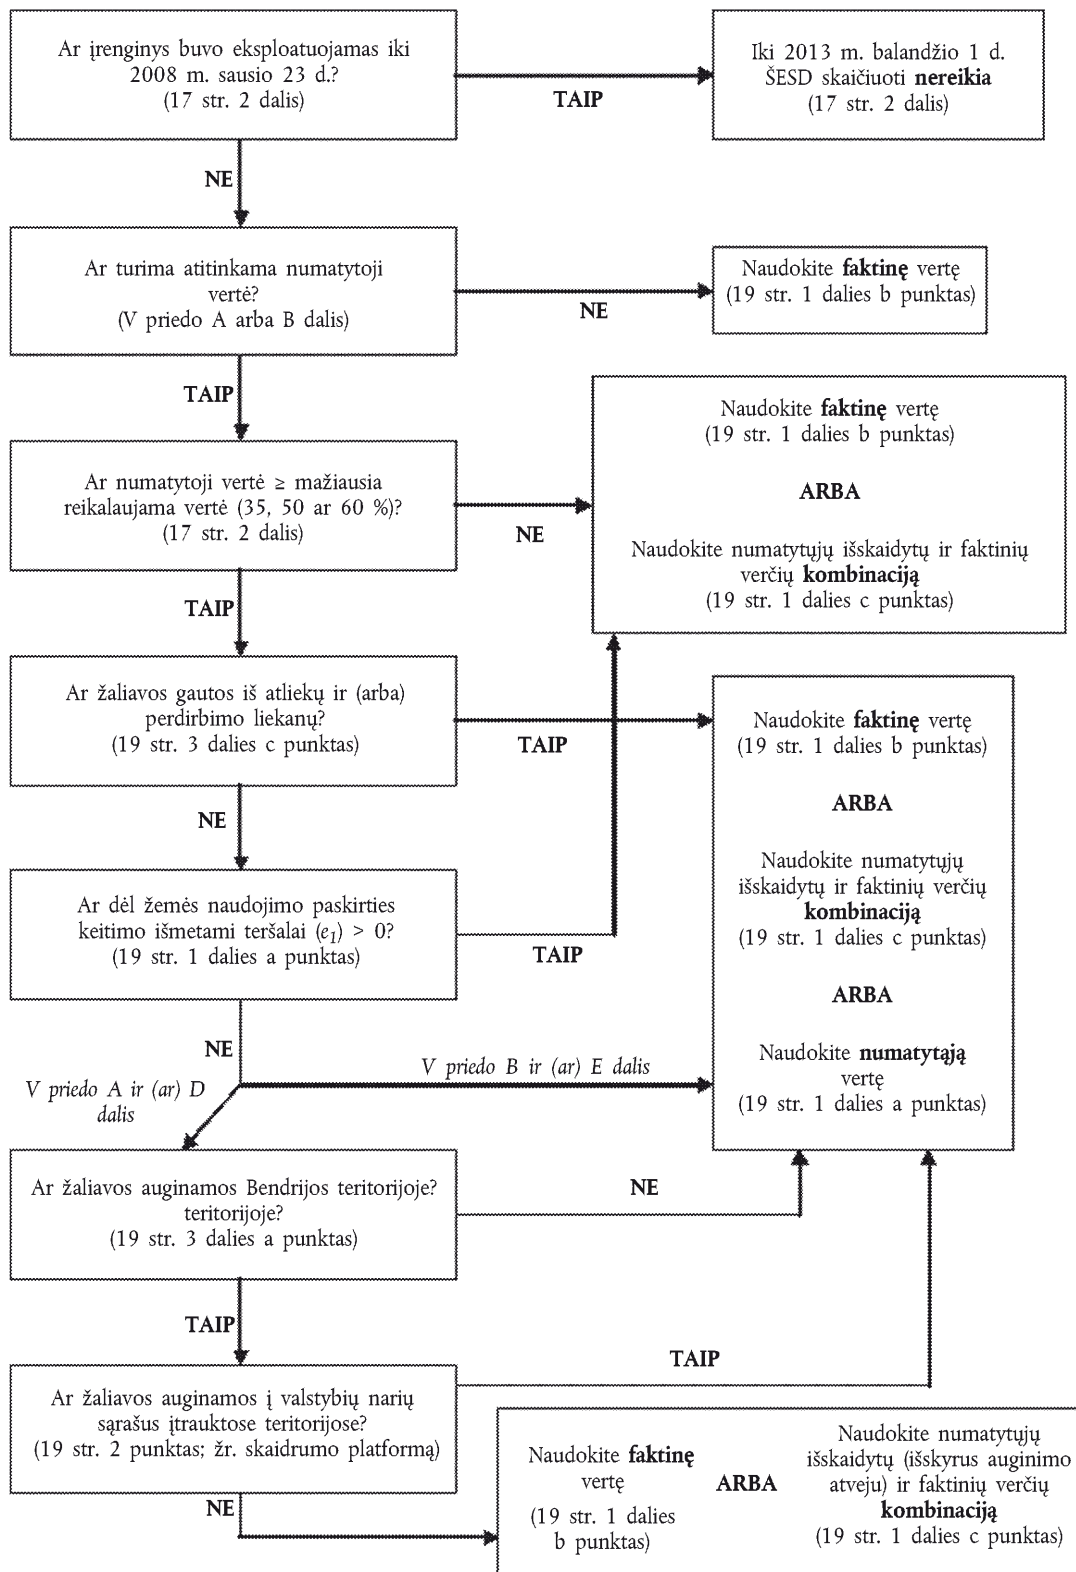 Ar įrenginys buvo eksploatuojamas iki
2008 m. sausio 23 d.?
(17 str. 2 dalis)
TAIP
Iki 2013 m. balandžio 1 d.
ŠESD skaičiuoti nereikia
(17 str. 2 dalis)
NE
Ar turima atitinkama numatytoji
vertė?
(V priedo A arba B dalis)
NE
Naudokite faktinę vertę
(19 str. 1 dalies b punktas)
TAIP
Ar numatytoji vertė ≥ mažiausia
reikalaujama vertė (35, 50 ar 60 %)?
(17 str. 2 dalis)
NE
Naudokite faktinę vertę
(19 str. 1 dalies b punktas)
ARBA
Naudokite numatytųjų išskaidytų ir faktinių
verčių kombinaciją
(19 str. 1 dalies c punktas)
TAIP
Ar žaliavos gautos iš atliekų ir (arba)
perdirbimo liekanų?
(19 str. 3 dalies c punktas)
TAIP
Naudokite faktinę vertę
(19 str. 1 dalies b punktas)
ARBA
Naudokite numatytųjų
išskaidytų ir faktinių verčių
kombinaciją
(19 str. 1 dalies c punktas)
ARBA
Naudokite numatytąją
vertę
(19 str. 1 dalies a punktas)
NE
Ar dėl žemės naudojimo paskirties
keitimo išmetami teršalai (e1) > 0?
(19 str. 1 dalies a punktas)
TAIP
NE
V priedo B ir (ar) E dalis
V priedo A ir (ar) D
dalis
Ar žaliavos auginamos Bendrijos teritorijoje?
teritorijoje?
(19 str. 3 dalies a punktas)
NE
TAIP
Ar žaliavos auginamos į valstybių narių
sąrašus įtrauktose teritorijose?
(19 str. 2 punktas; žr. skaidrumo platformą)
TAIP
NE
Naudokite faktinę
vertę
(19 str. 1 dalies
b punktas)
ARBA
Naudokite numatytųjų
išskaidytų (išskyrus auginimo
atveju) ir faktinių verčių
kombinaciją
(19 str. 1 dalies c punktas)